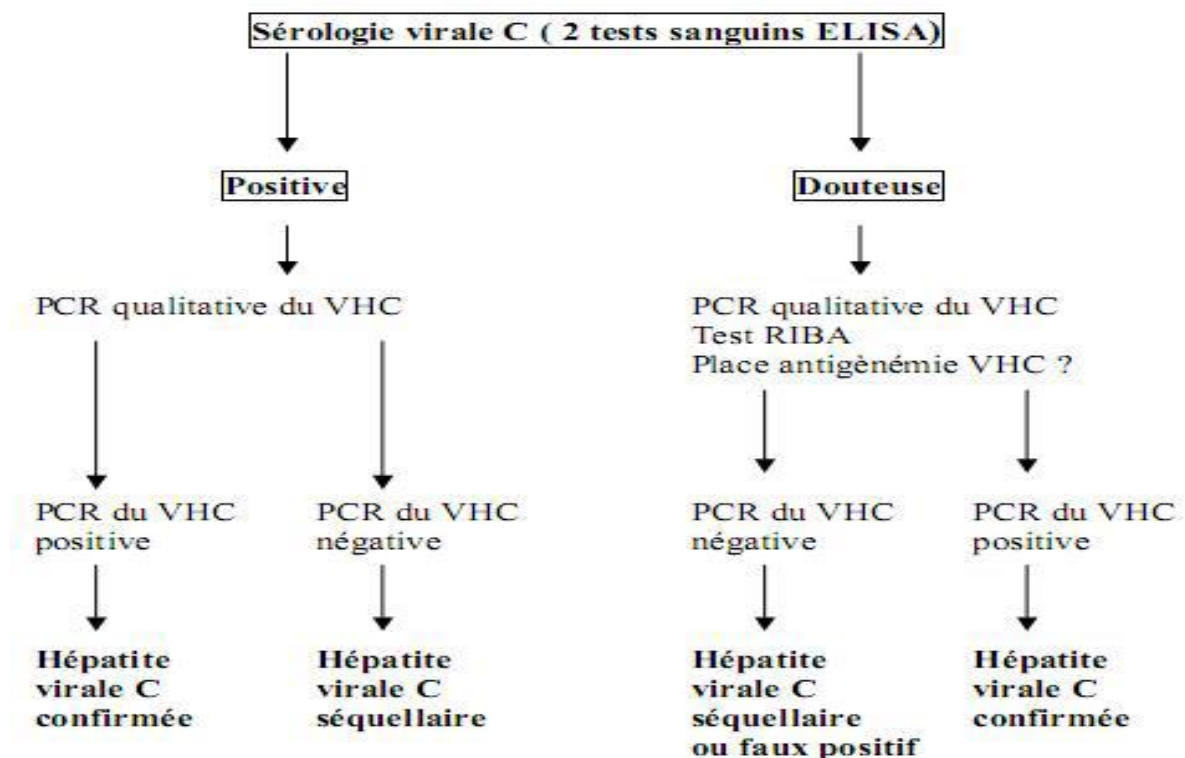 Sérologie virale C ( 2 tests sanguins ELISA)
Positive
Douteuse
PCR qualitative du VHC
PCR qualitative du VHC
Test RIBA
Place antigènémie VHC ?
PCR du VHC
positive
PCR du VHC
négative
PCR du VHC
négative
PCR du VHC
positive
Hépatite
virale C
confirmée
Hépatite
virale C
séquellaire
Hépatite
virale C
séquellaire
ou faux positif
Hépatite
virale C
confirmée